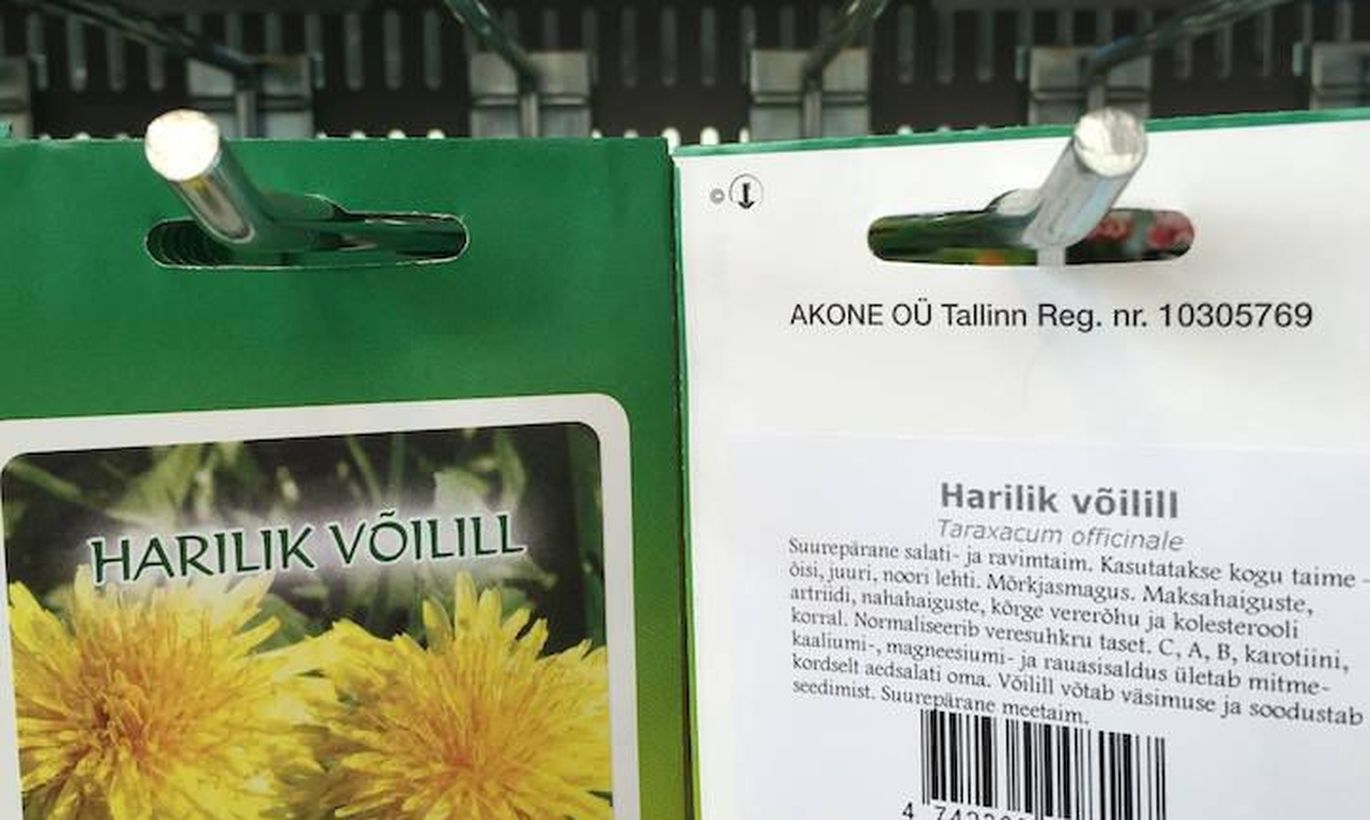 HARILIK VÕILILL
©
AKONE OÜ Tallinn Reg. nr. 10305769
Harilik võilill
Taraxacum officinale
Suurepärane salati- ja ravimtaim. Kasutatakse kogu taime -
õisi, juuri, noori lehti. Mõrkjasmagus. Maksahaiguste,
artriidi, nahahaiguste, kõrge vererõhu ja kolesterooli
korral. Normaliseerib veresuhkru taset. C, A, B, karotiini,
kaaliumi-, magneesiumi- ja rauasisaldus ületab mitme-
kordselt aedsalati oma. Võilill võtab väsimuse ja soodustab
seedimist. Suurepärane meetaim.